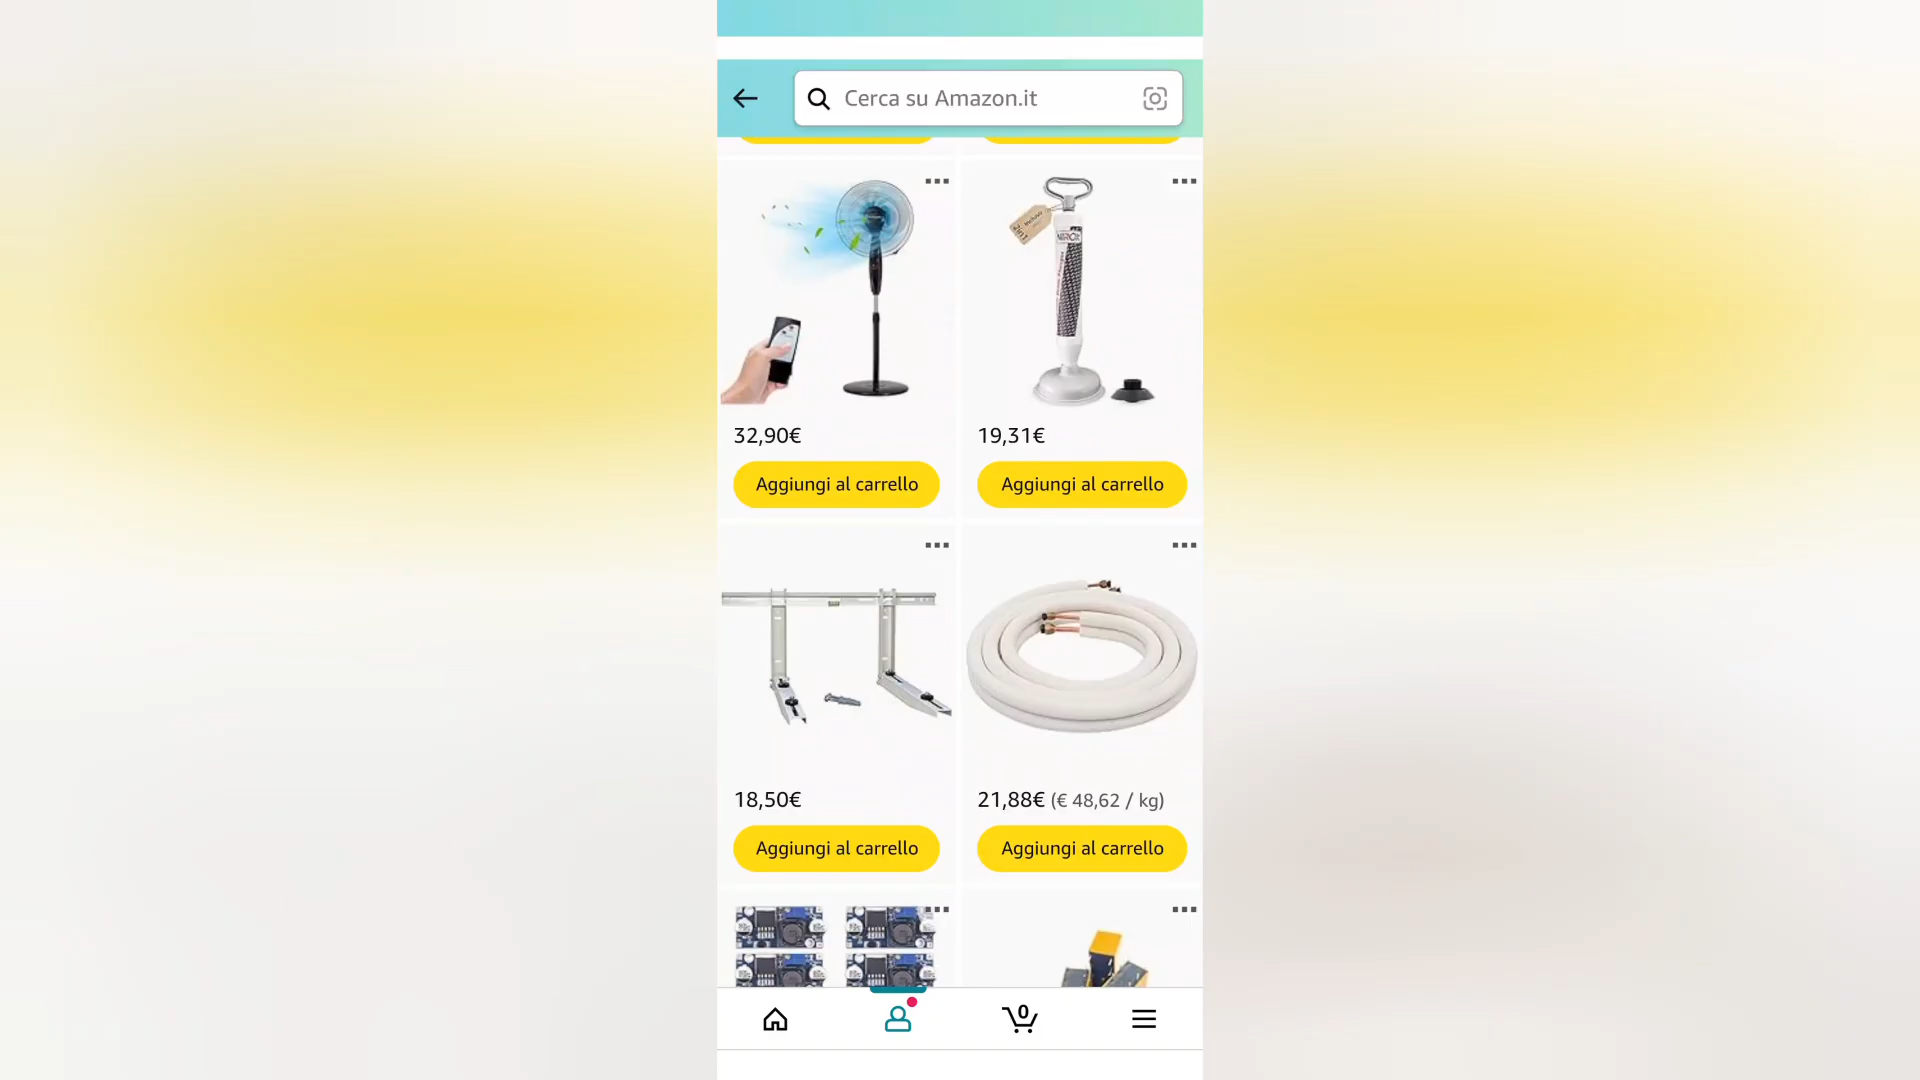 Cerca su Amazon.it
32,90€
19,31€
Aggiungi al carrello
Aggiungi al carrello
18,50€
21,88€ (€ 48,62 / kg)
Aggiungi al carrello
Aggiungi al carrello
0